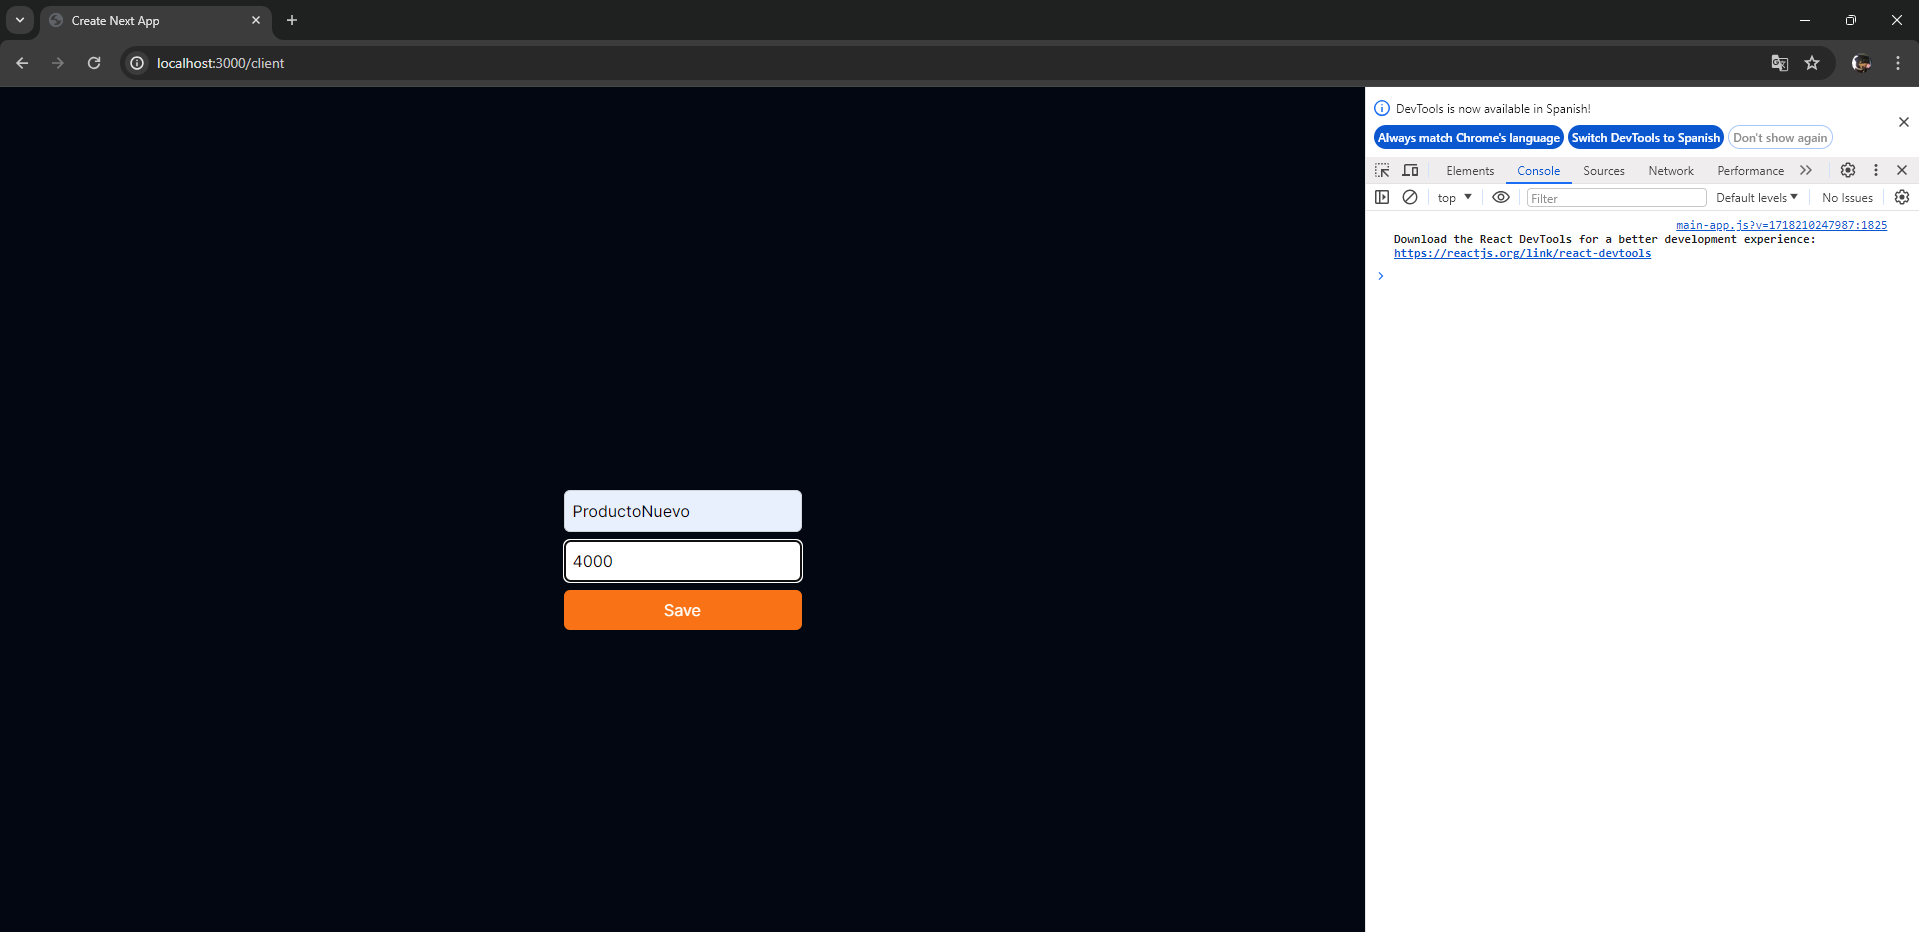 Create Next App
localhost:3000/client
DevTools is now available in Spanish!
Always match Chrome's language Switch DevTools to Spanish Don't show again
Elements Console Sources Network Performance
top Filter Default levels No Issues
main-app.js?v=1718210247987:1825
Download the React DevTools for a better development experience:
https://reactjs.org/link/react-devtools
ProductoNuevo
4000
Save